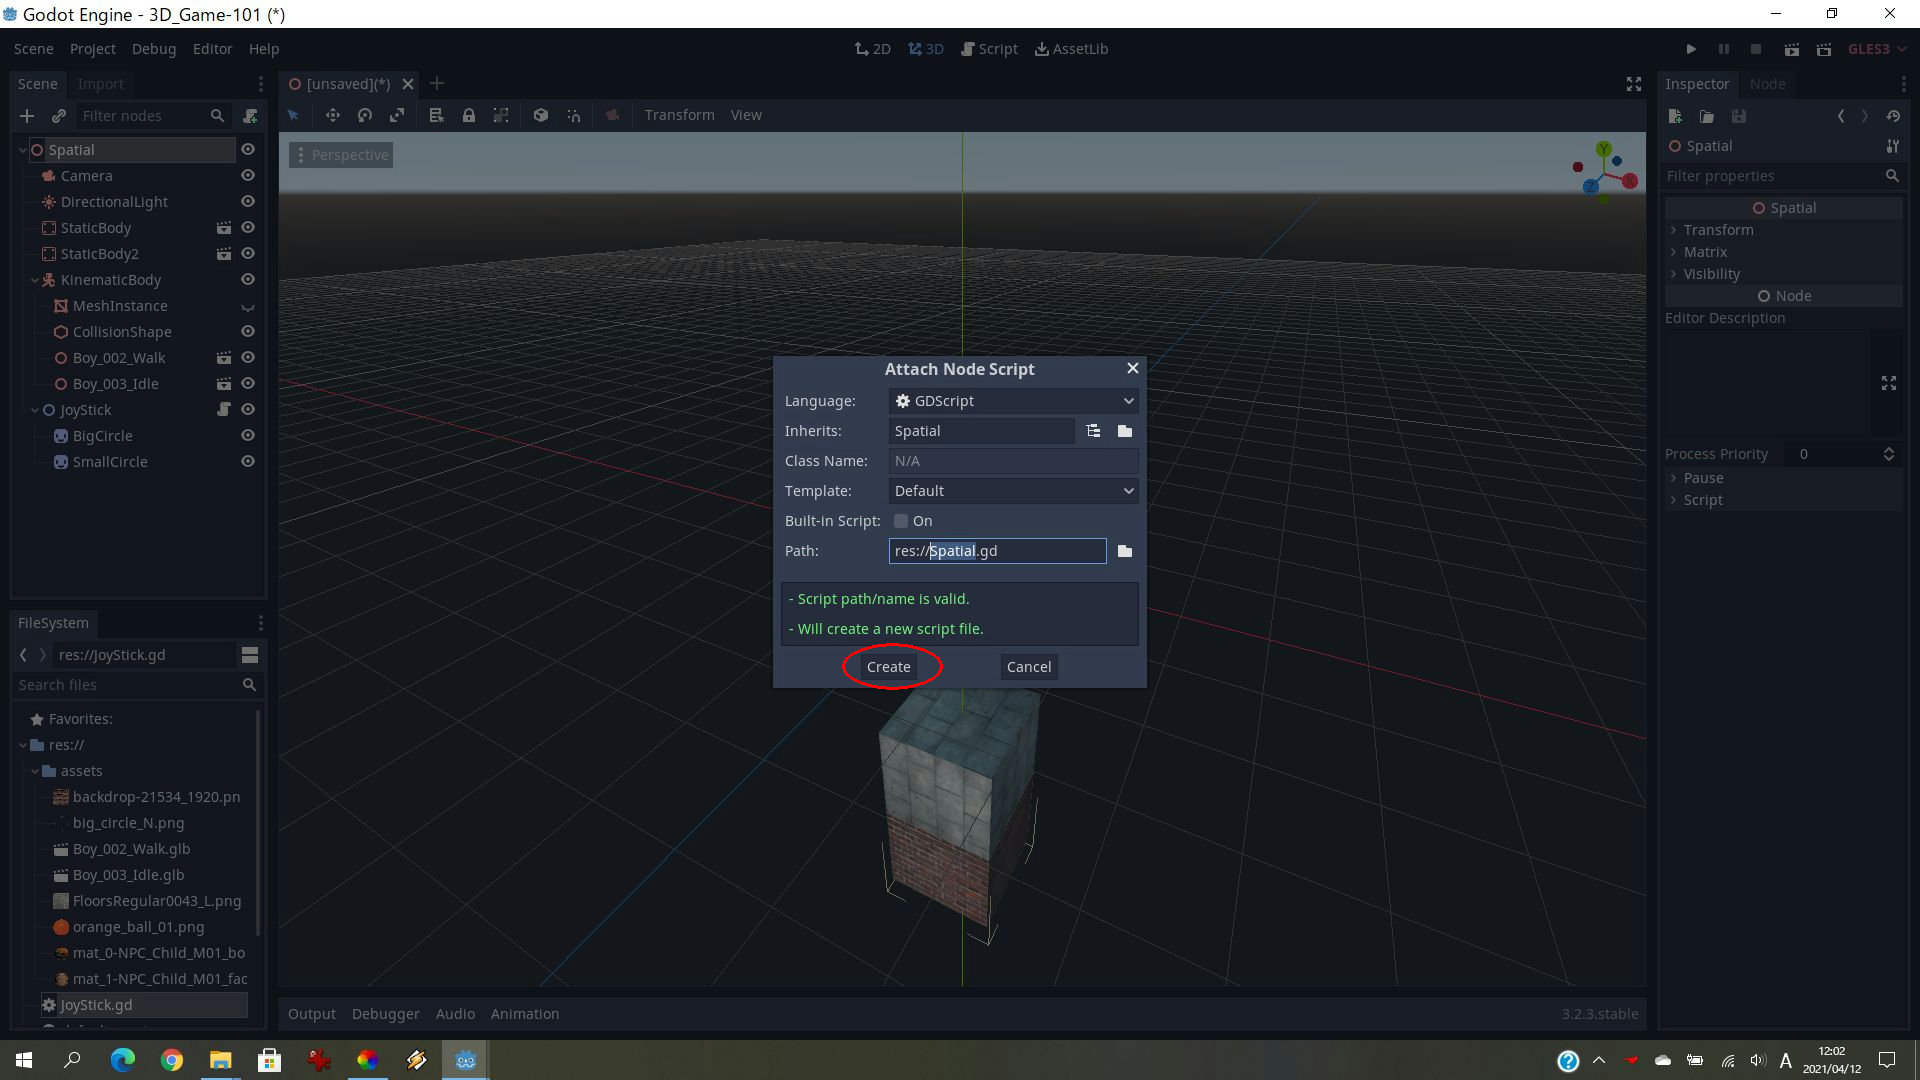 Godot Engine - 3D_Game-101 (*)
Scene Project Debug Editor Help
2D 3D Script AssetLib
GLES3
Scene Import
[unsaved](*)
Inspector Node
Filter nodes
Transform View
Perspective
Y
X
Z
Spatial
Camera
DirectionalLight
StaticBody
StaticBody2
KinematicBody
MeshInstance
CollisionShape
Boy_002_Walk
Boy_003_Idle
JoyStick
BigCircle
SmallCircle
Attach Node Script
Language: GDScript
Inherits: Spatial
Class Name: N/A
Template: Default
Built-in Script: On
Path: res://Spatial.gd
- Script path/name is valid.
- Will create a new script file.
Create Cancel
Spatial
Filter properties
Spatial
Transform
Matrix
Visibility
Node
Editor Description
Process Priority 0
Pause
Script
FileSystem
res://JoyStick.gd
Search files
Favorites:
res://
assets
backdrop-21534_1920.pn
big_circle_N.png
Boy_002_Walk.glb
Boy_003_Idle.glb
FloorsRegular0043_L.png
orange_ball_01.png
mat_0-NPC_Child_M01_bo
mat_1-NPC_Child_M01_fac
JoyStick.gd
Output Debugger Audio Animation
3.2.3.stable
A
12:02
2021/04/12